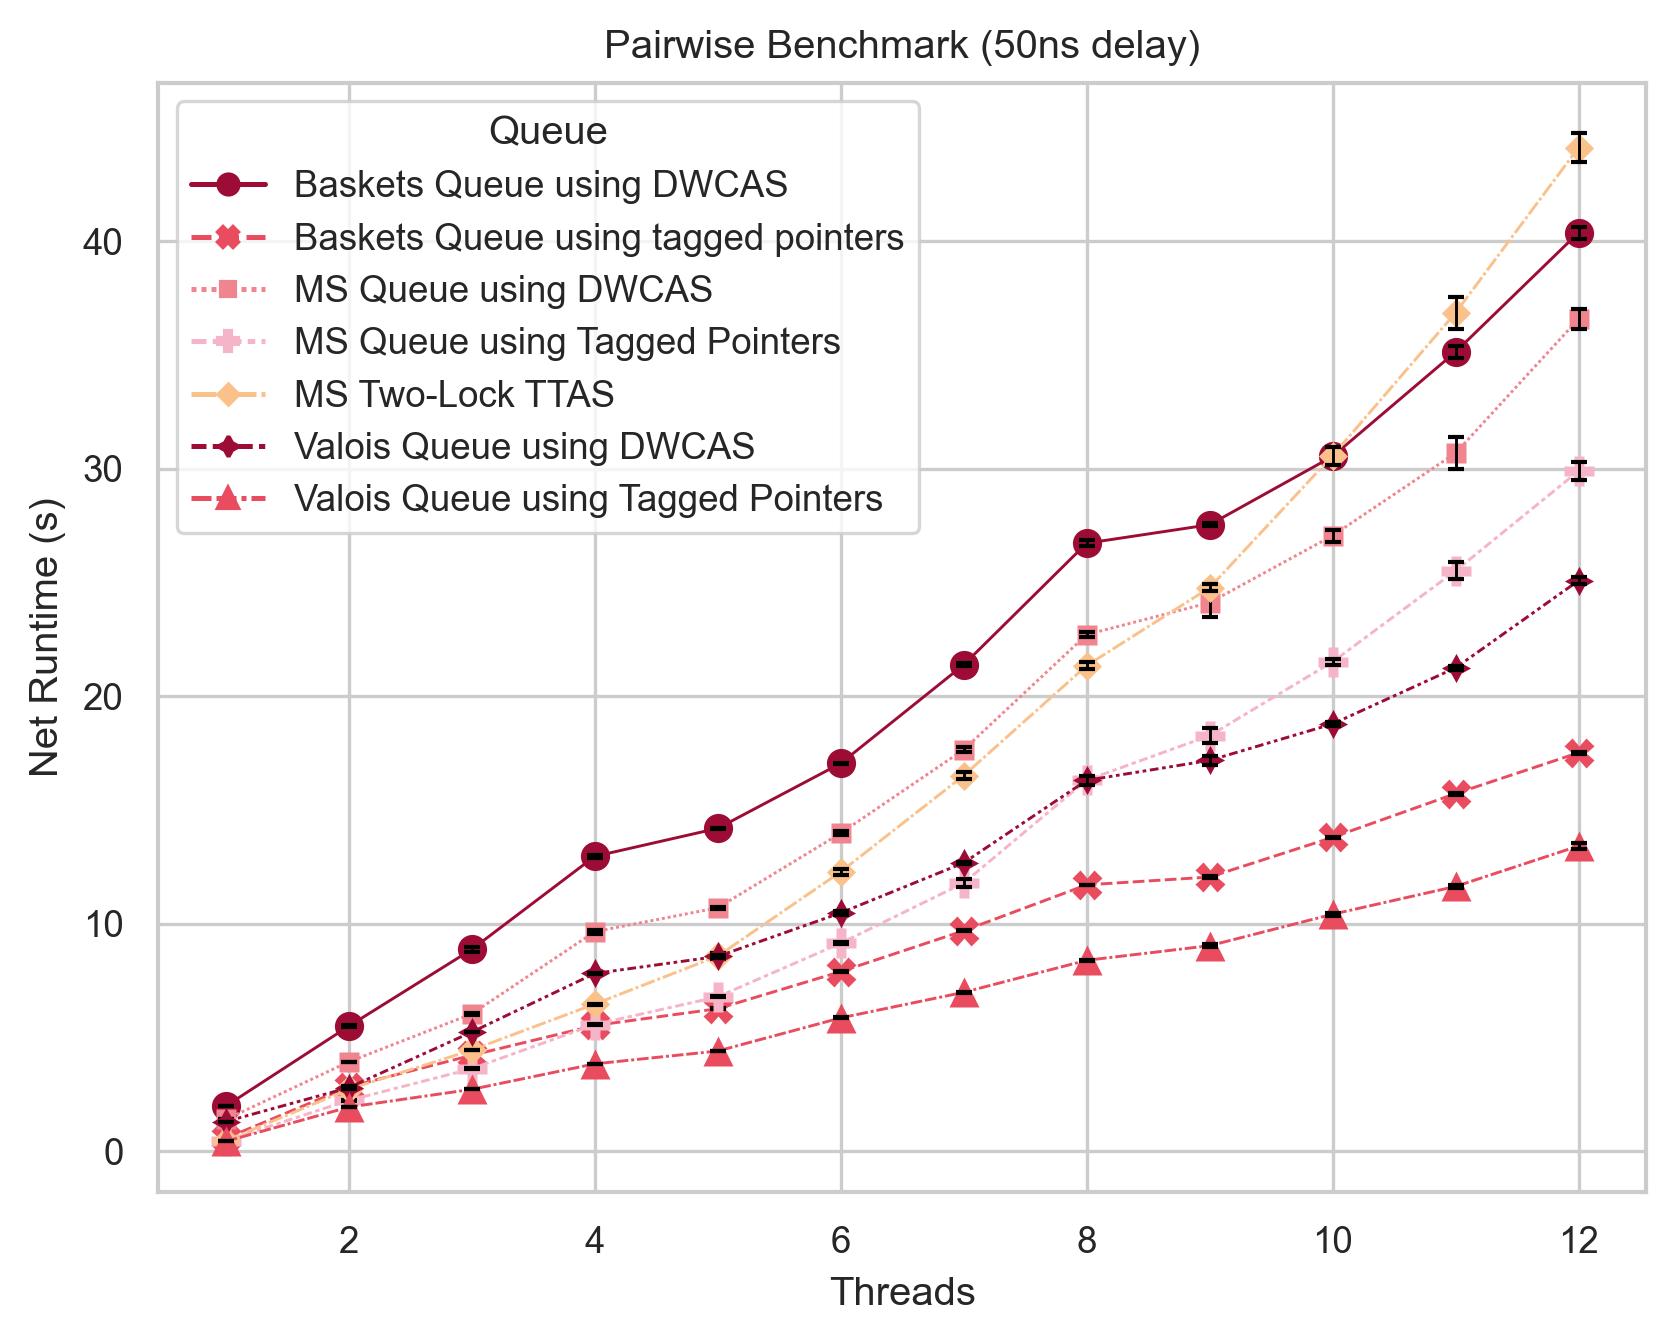 Pairwise Benchmark (50ns delay)
Queue
Baskets Queue using DWCAS
Baskets Queue using tagged pointers
MS Queue using DWCAS
MS Queue using Tagged Pointers
MS Two-Lock TTAS
Valois Queue using DWCAS
Valois Queue using Tagged Pointers
Net Runtime (s)
40
30
20
10
0
2 4 6 8 10 12
Threads